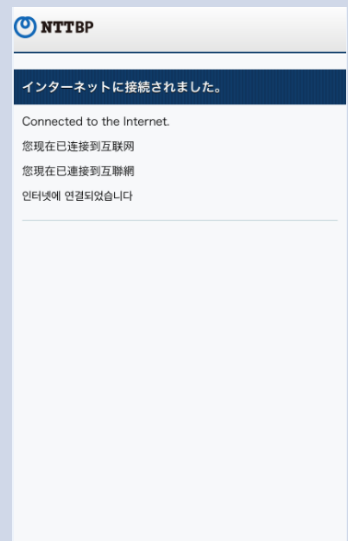 NTTBP
インターネットに接続されました。
Connected to the Internet.
您现在已连接到互联网
您現在已連接到互聯網
인터넷에 연결되었습니다